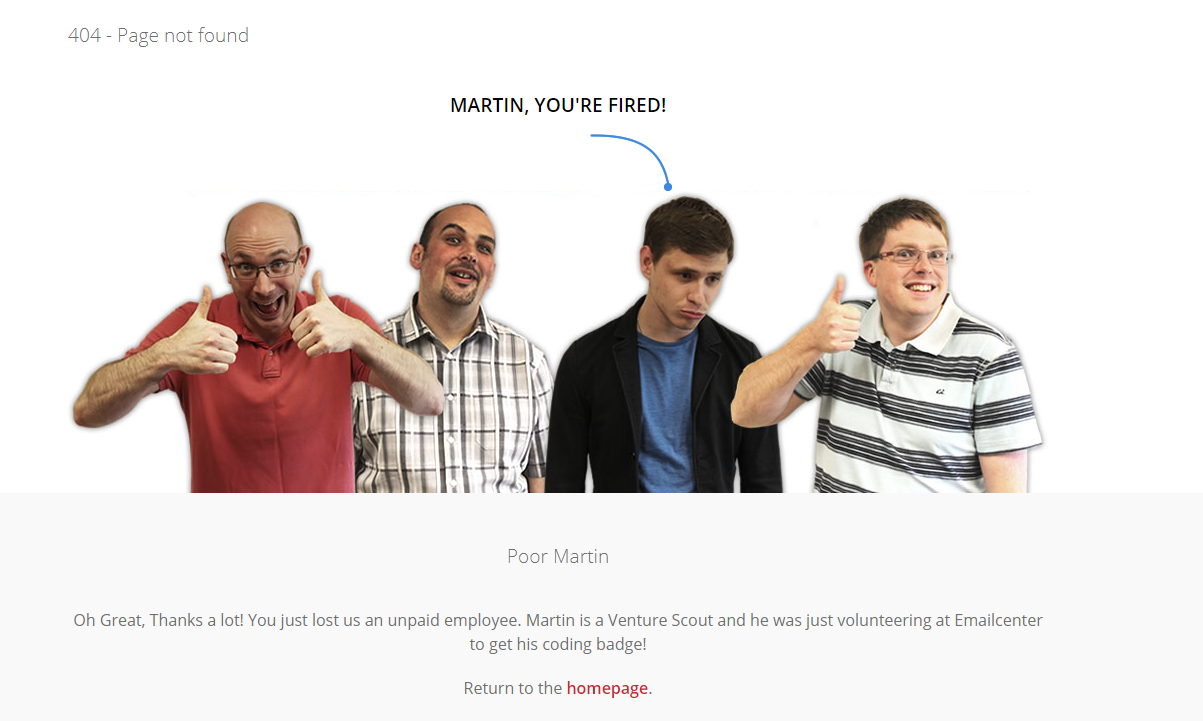 404 - Page not found
MARTIN, YOU'RE FIRED!
Poor Martin
Oh Great, Thanks a lot! You just lost us an unpaid employee. Martin is a Venture Scout and he was just volunteering at Emailcenter
to get his coding badge!
Return to the homepage.